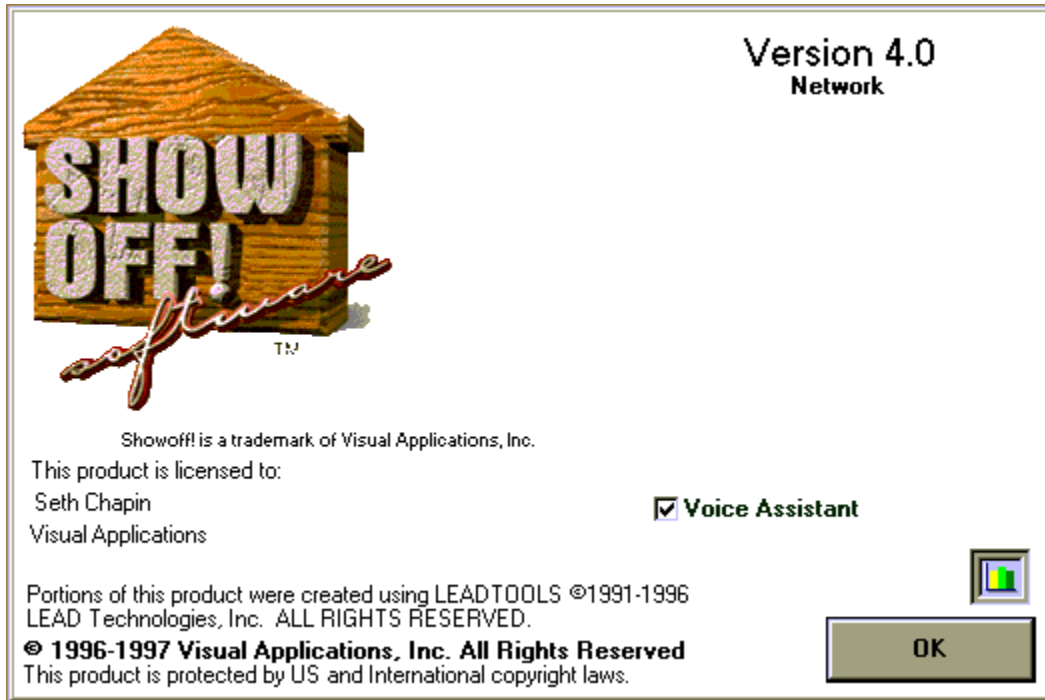 Version 4.0
Network
SHOW
OFF!
software
TM
Showoff! is a trademark of Visual Applications, Inc.
This product is licensed to:
Seth Chapin
Visual Applications
Voice Assistant
Portions of this product were created using LEADTOOLS ©1991-1996
LEAD Technologies, Inc. ALL RIGHTS RESERVED.
© 1996-1997 Visual Applications, Inc. All Rights Reserved
This product is protected by US and International copyright laws.
OK